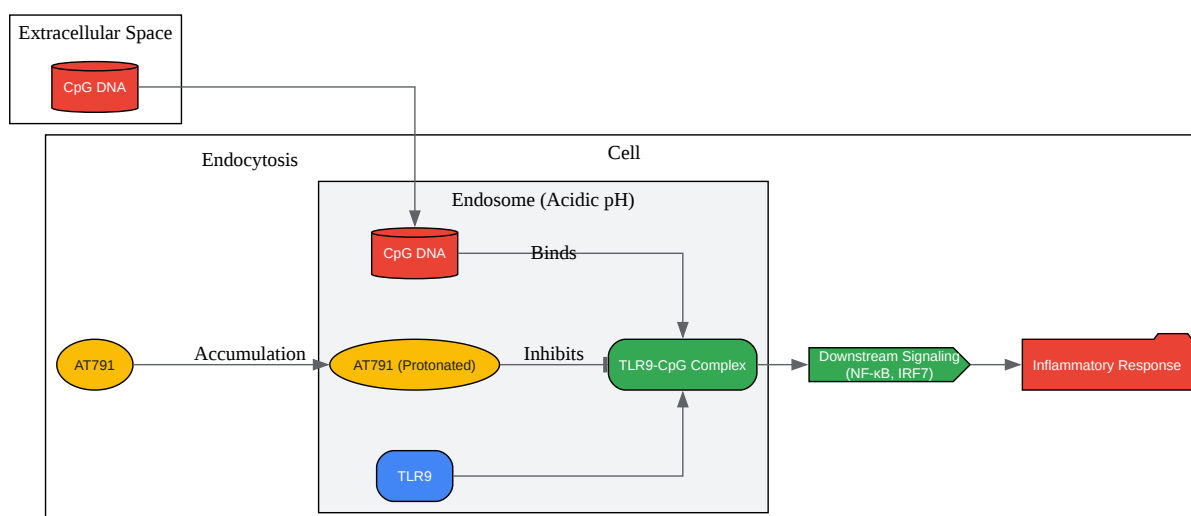 Extracellular Space
CpG DNA
Cell
Endocytosis
Endosome (Acidic pH)
CpG DNA
Binds
AT791
Accumulation
AT791 (Protonated)
Inhibits
TLR9-CpG Complex
Downstream Signaling
(NF-κB, IRF7)
Inflammatory Response
TLR9